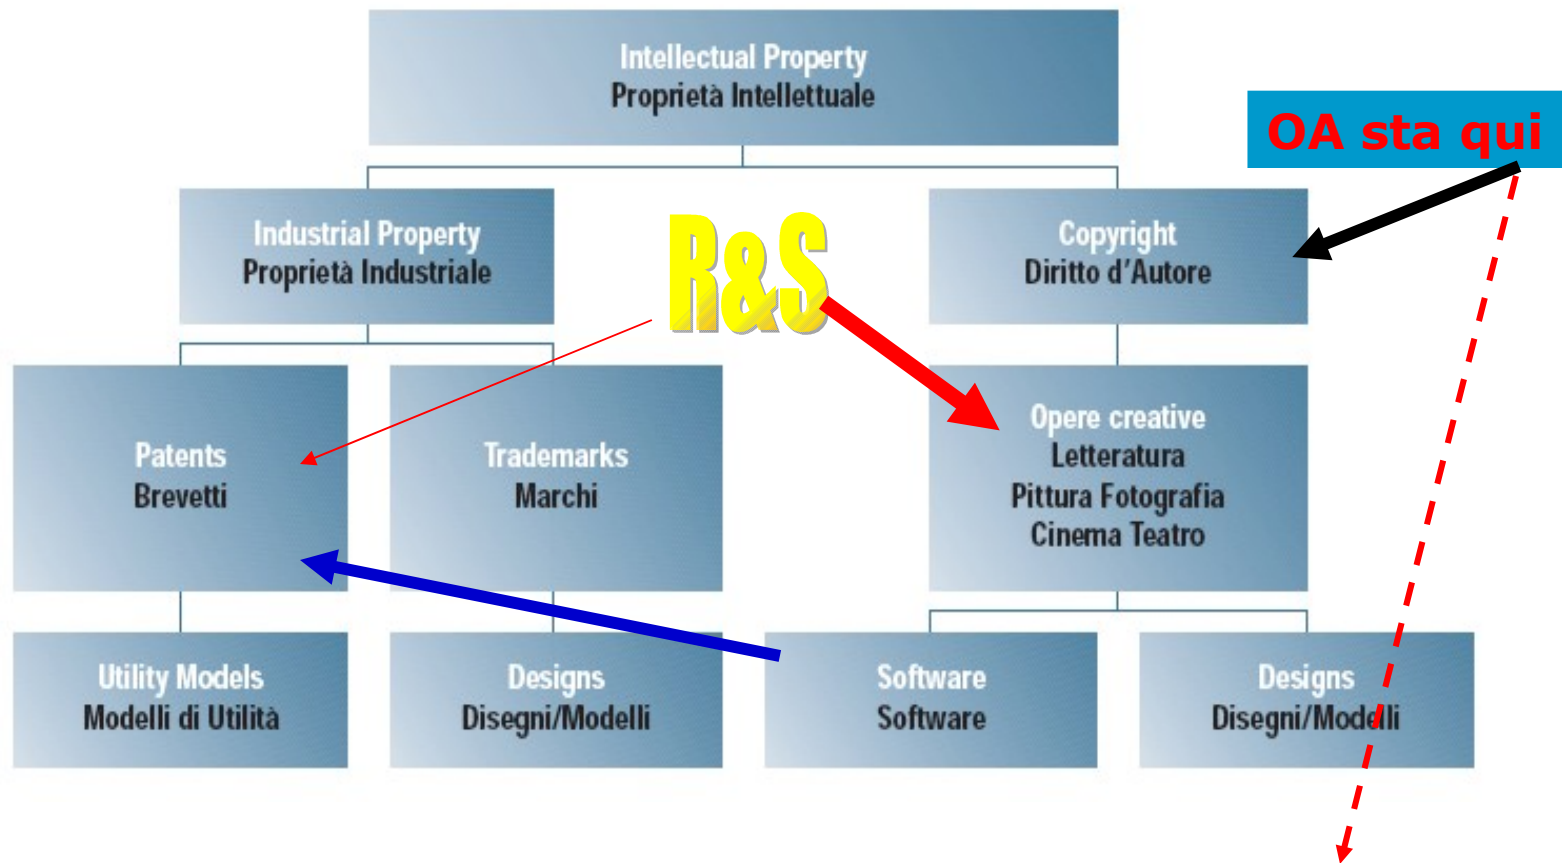 Intellectual Property
Proprietà Intellettuale
OA sta qui
Industrial Property
Proprietà Industriale
R&S
Copyright
Diritto d'Autore
Patents
Brevetti
Trademarks
Marchi
Opere creative
Letteratura
Pittura Fotografia
Cinema Teatro
Utility Models
Modelli di Utilità
Designs
Disegni/Modelli
Software
Software
Designs
Disegni/Modelli